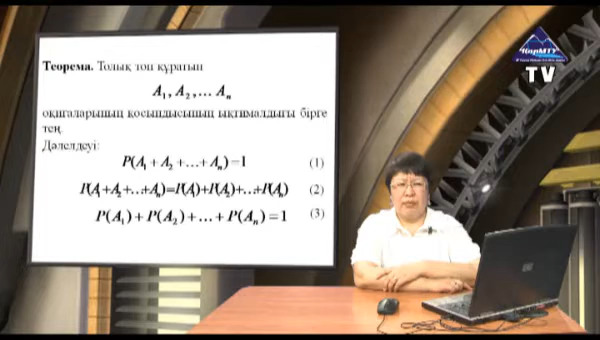 КарМТУ
TV
Теорема. Толық топ құратын
A₁, A₂,... Aₙ
оқиғаларының қосындысының ықтималдығы бірге
тең.
Дәлелдеуі:
P(A₁ + A₂ +...+ Aₙ) = 1 (1)
P(A₁+A₂+...+Aₙ)=P(A₁)+P(A₂)+...+P(Aₙ) (2)
P(A₁) + P(A₂) +...+ P(Aₙ) = 1 (3)